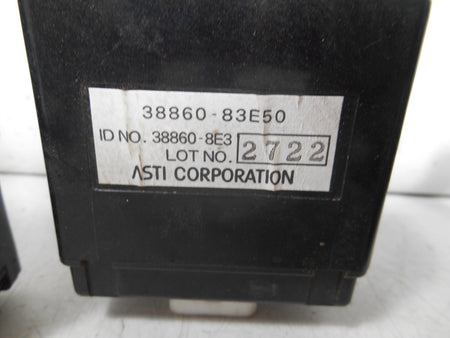 38860-83E50
ID NO. 38860-8E3
LOT NO. 2722
ASTI CORPORATION